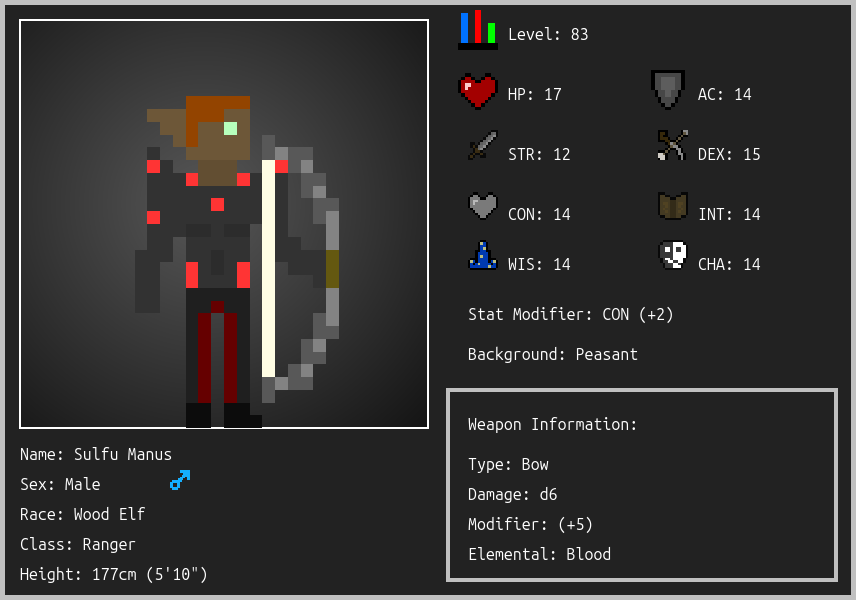 Level: 83
HP: 17
AC: 14
STR: 12
DEX: 15
CON: 14
INT: 14
WIS: 14
CHA: 14
Stat Modifier: CON (+2)
Background: Peasant
Weapon Information:
Type: Bow
Damage: d6
Modifier: (+5)
Elemental: Blood
Name: Sulfu Manus
Sex: Male
Race: Wood Elf
Class: Ranger
Height: 177cm (5'10")